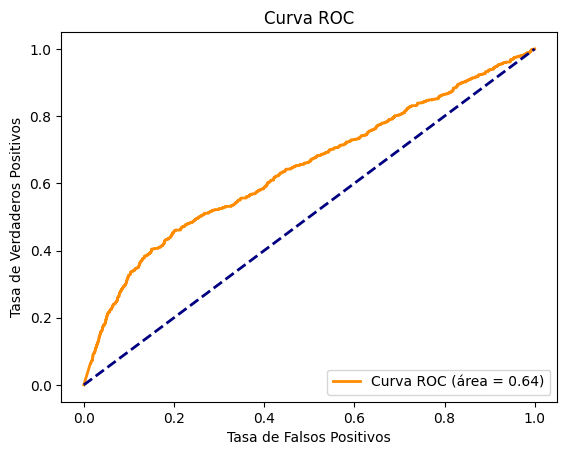 Curva ROC
1.0
0.8
0.6
0.4
0.2
0.0
Tasa de Verdaderos Positivos
Curva ROC (área = 0.64)
0.0 0.2 0.4 0.6 0.8 1.0
Tasa de Falsos Positivos